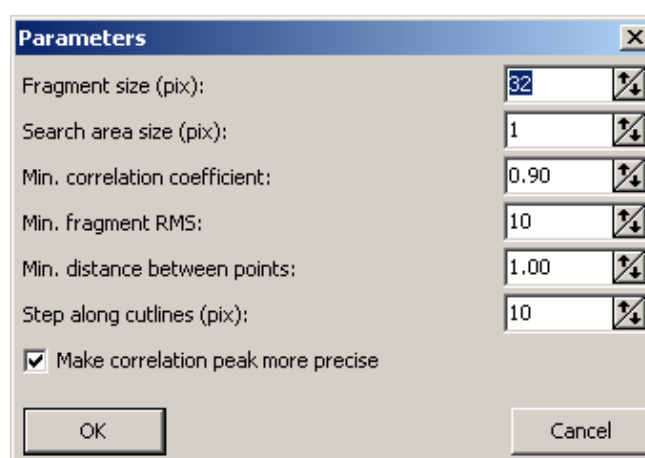 Parameters
Fragment size (pix): 32
Search area size (pix): 1
Min. correlation coefficient: 0.90
Min. fragment RMS: 10
Min. distance between points: 1.00
Step along cutlines (pix): 10
Make correlation peak more precise
OK Cancel